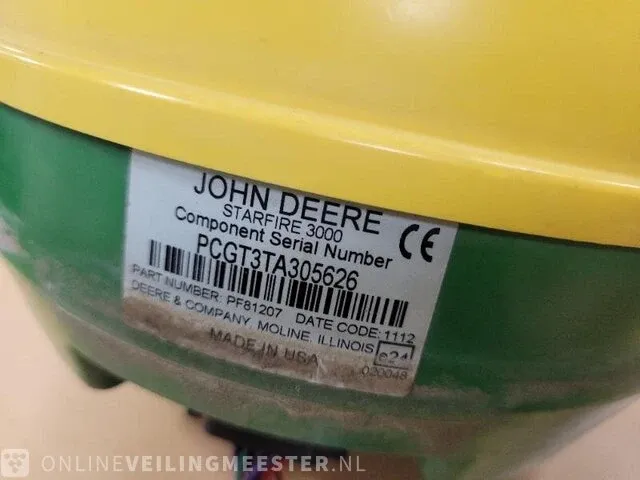 JOHN DEERE
STARFIRE 3000
Component Serial Number
CE
PCGT3TA305626
PART NUMBER: PF81207 DATE CODE: 1112
DEERE & COMPANY, MOLINE, ILLINOIS
e24
MADE IN USA
020048
ONLINEVEILINGMEESTER.NL